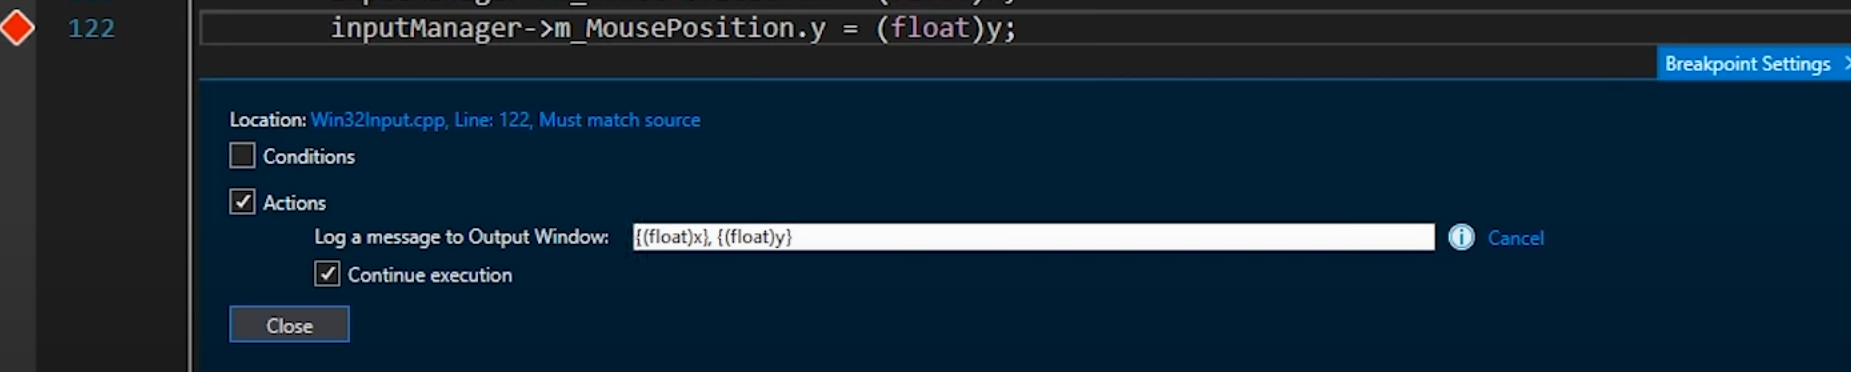 122 inputManager->m_MousePosition.y = (float)y;
Breakpoint Settings
Location: Win32Input.cpp, Line: 122, Must match source
Conditions
Actions
Log a message to Output Window: {(float)x}, {(float)y} Cancel
Continue execution
Close